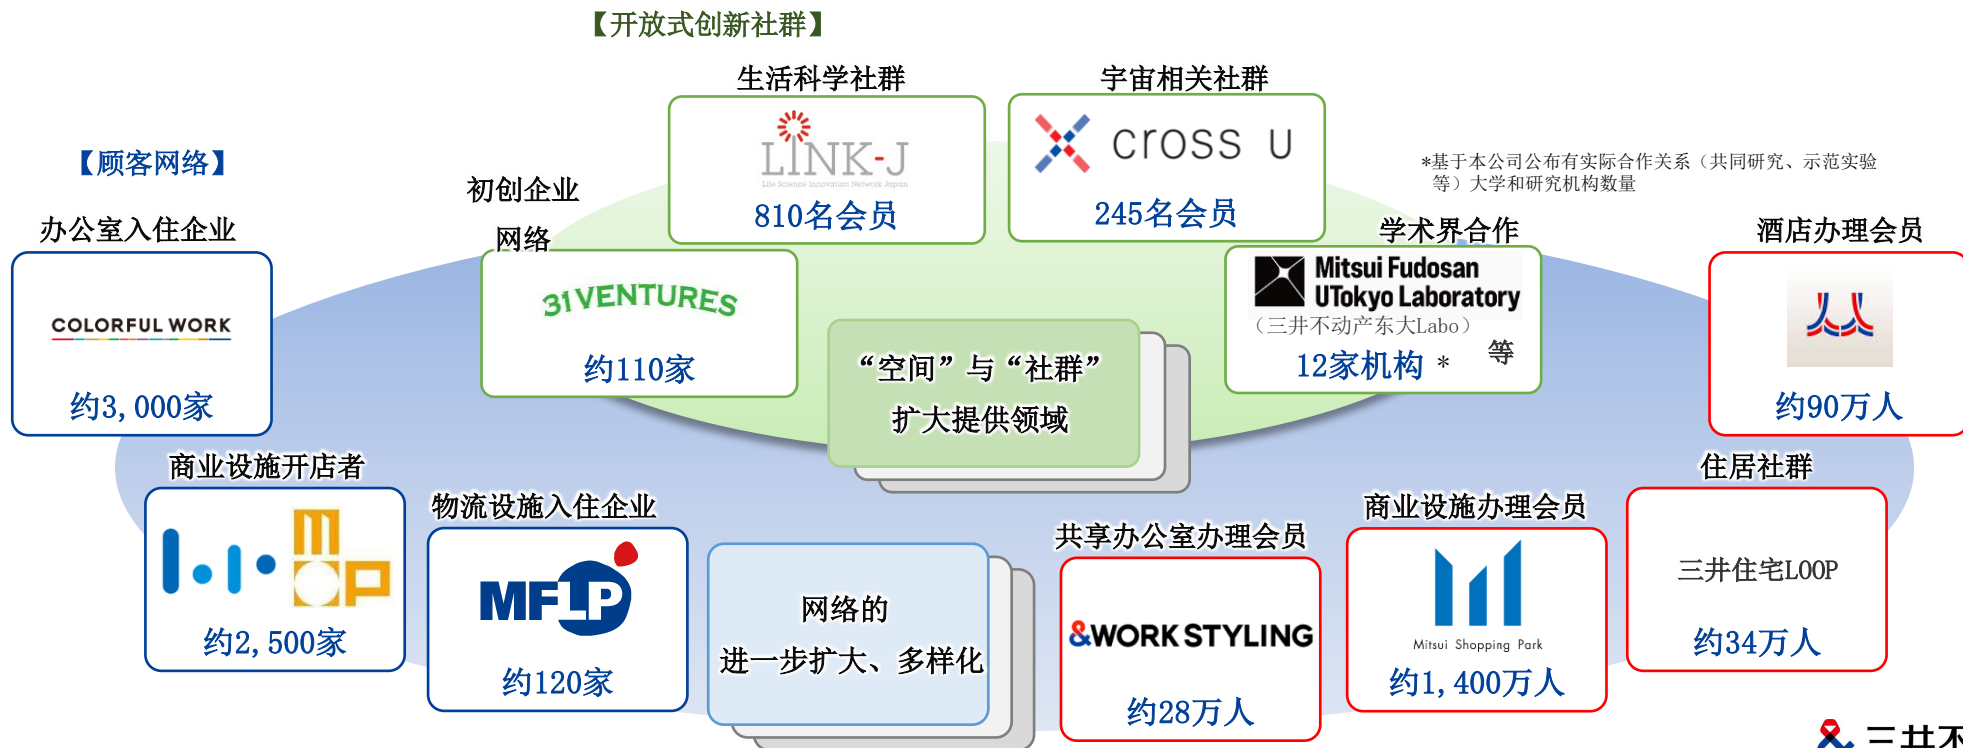 【开放式创新社群】
生活科学社群
LINK-J
Life Science Innovation Network Japan
810名会员
宇宙相关社群
cross U
245名会员
*基于本公司公布有实际合作关系（共同研究、示范实验
等）大学和研究机构数量
【顾客网络】
初创企业
网络
31VENTURES
约110家
学术界合作
Mitsui Fudosan
UTokyo Laboratory
（三井不动产东大Labo）
12家机构 * 等
办公室入住企业
COLORFUL WORK
约3,000家
酒店办理会员
约90万人
“空间”与“社群”
扩大提供领域
商业设施开店者
mop
约2,500家
物流设施入住企业
MFLP
约120家
网络的
进一步扩大、多样化
共享办公室办理会员
&WORK STYLING
约28万人
商业设施办理会员
Mitsui Shopping Park
约1,400万人
住居社群
三井住宅LOOP
约34万人
三井不